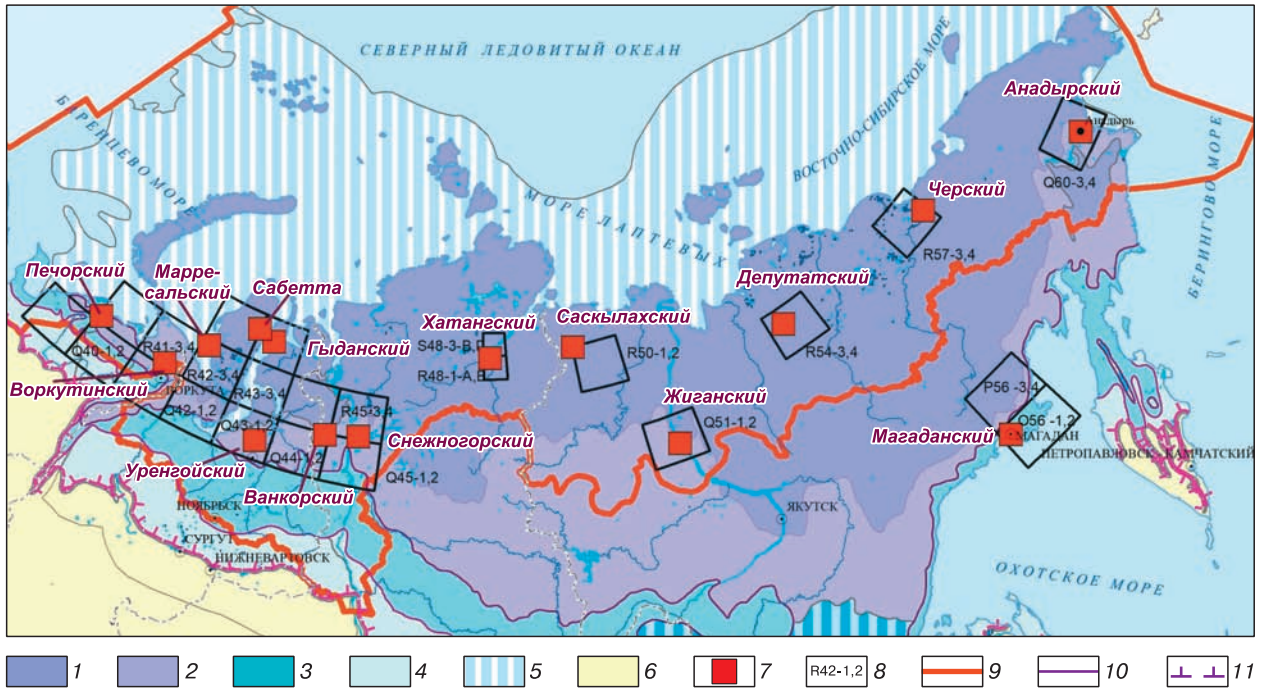 СЕВЕРНЫЙ ЛЕДОВИТЫЙ ОКЕАН
БАРЕНЦЕВО МОРЕ
МОРЕ ЛАПТЕВЫХ
ВОСТОЧНО-СИБИРСКОЕ МОРЕ
БЕРИНГОВО МОРЕ
ОХОТСКОЕ МОРЕ
Анадырский
Анадырь
Q60-3,4
Черский
R57-3,4
Депутатский
R54-3,4
Печорский
Марре-
сальский
Сабетта
Хатангский
Саскылахский
S48-3-В,Г
R48-1-А,Б
R50-1,2
Гыданский
Q40-1,2
R41-3,4
R42-3,4
R43-3,4
R45-3,4
Воркутинский
ВОРКУТА
Q42-1,2
Q43-1,2
Q44-1,2
Q45-1,2
Снежногорский
Уренгойский
Ванкорский
Жиганский
Q51-1,2
P56 -3,4
Q56 -1,2
Магаданский
МАГАДАН
ПЕТРОПАВЛОВСК - КАМЧАТСКИЙ
НОЯБРЬСК
СУРГУТ
НИЖНЕВАРТОВСК
ЯКУТСК
1
2
3
4
5
6
7
R42-1,2
8
9
10
11